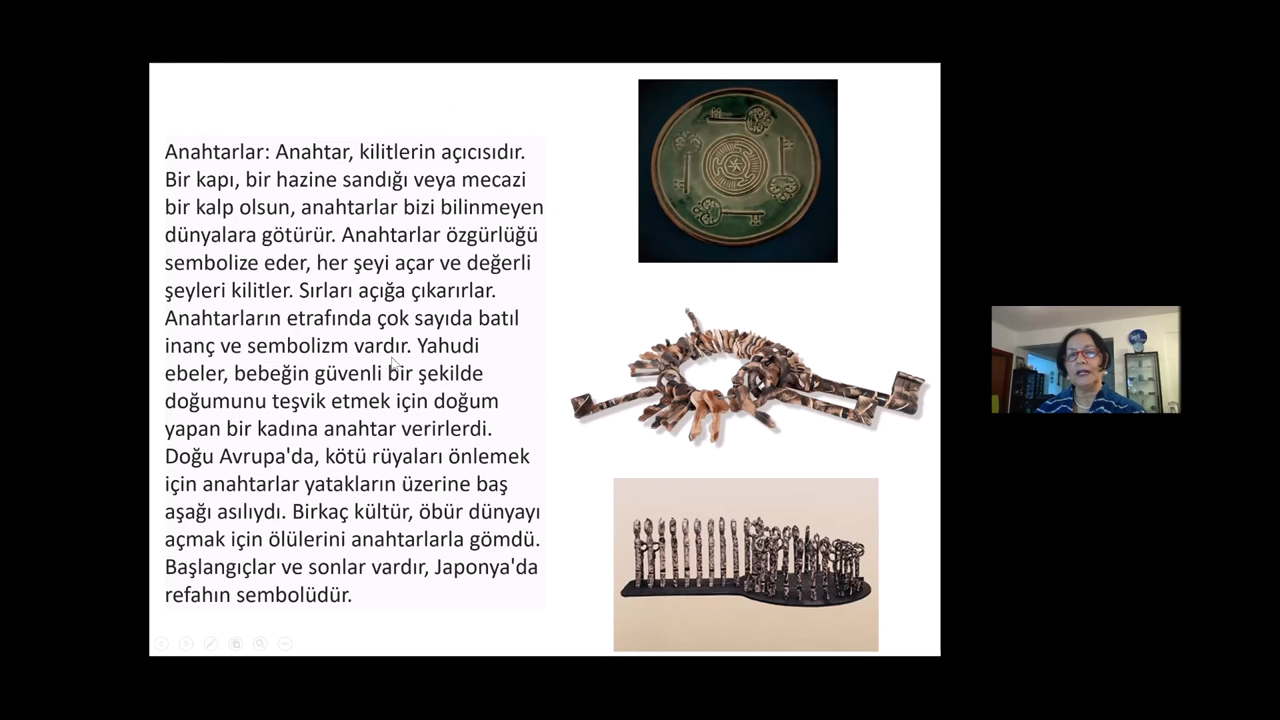 Anahtarlar: Anahtar, kilitlerin açıcısıdır.
Bir kapı, bir hazine sandığı veya mecazi
bir kalp olsun, anahtarlar bizi bilinmeyen
dünyalara götürür. Anahtarlar özgürlüğü
sembolize eder, her şeyi açar ve değerli
şeyleri kilitler. Sırları açığa çıkarırlar.
Anahtarların etrafında çok sayıda batıl
inanç ve sembolizm vardır. Yahudi
ebeler, bebeğin güvenli bir şekilde
doğumunu teşvik etmek için doğum
yapan bir kadına anahtar verirlerdi.
Doğu Avrupa'da, kötü rüyaları önlemek
için anahtarlar yatakların üzerine baş
aşağı asılıydı. Birkaç kültür, öbür dünyayı
açmak için ölülerini anahtarlarla gömdü.
Başlangıçlar ve sonlar vardır, Japonya'da
refahın sembolüdür.